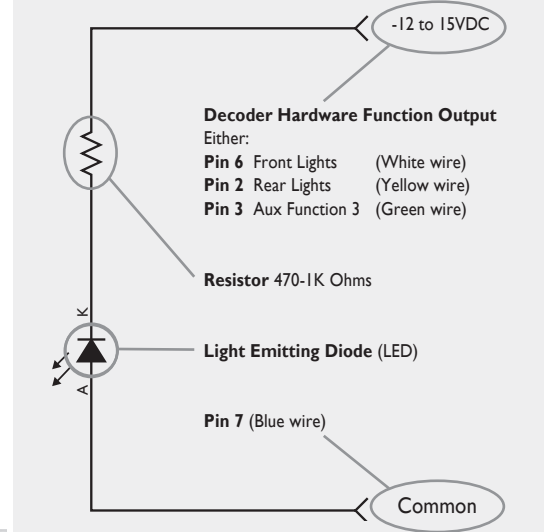 -12 to 15VDC
Decoder Hardware Function Output
Either:
Pin 6 Front Lights (White wire)
Pin 2 Rear Lights (Yellow wire)
Pin 3 Aux Function 3 (Green wire)
Resistor 470-1K Ohms
K
Light Emitting Diode (LED)
A
Pin 7 (Blue wire)
Common